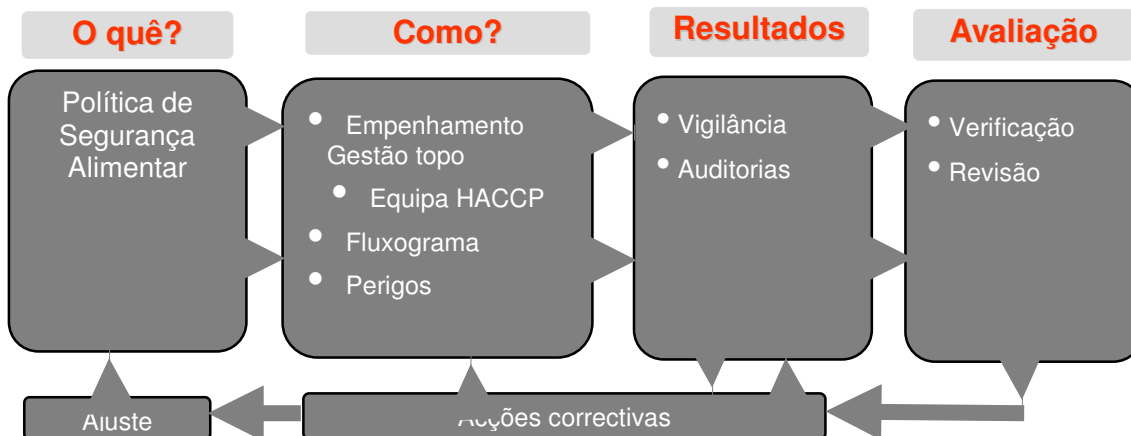 O quê?
Como?
Resultados
Avaliação
Política de
Segurança
Alimentar
• Empenhamento
Gestão topo
• Equipa HACCP
• Fluxograma
• Perigos
• Vigilância
• Auditorias
• Verificação
• Revisão
Ajuste
Acções correctivas